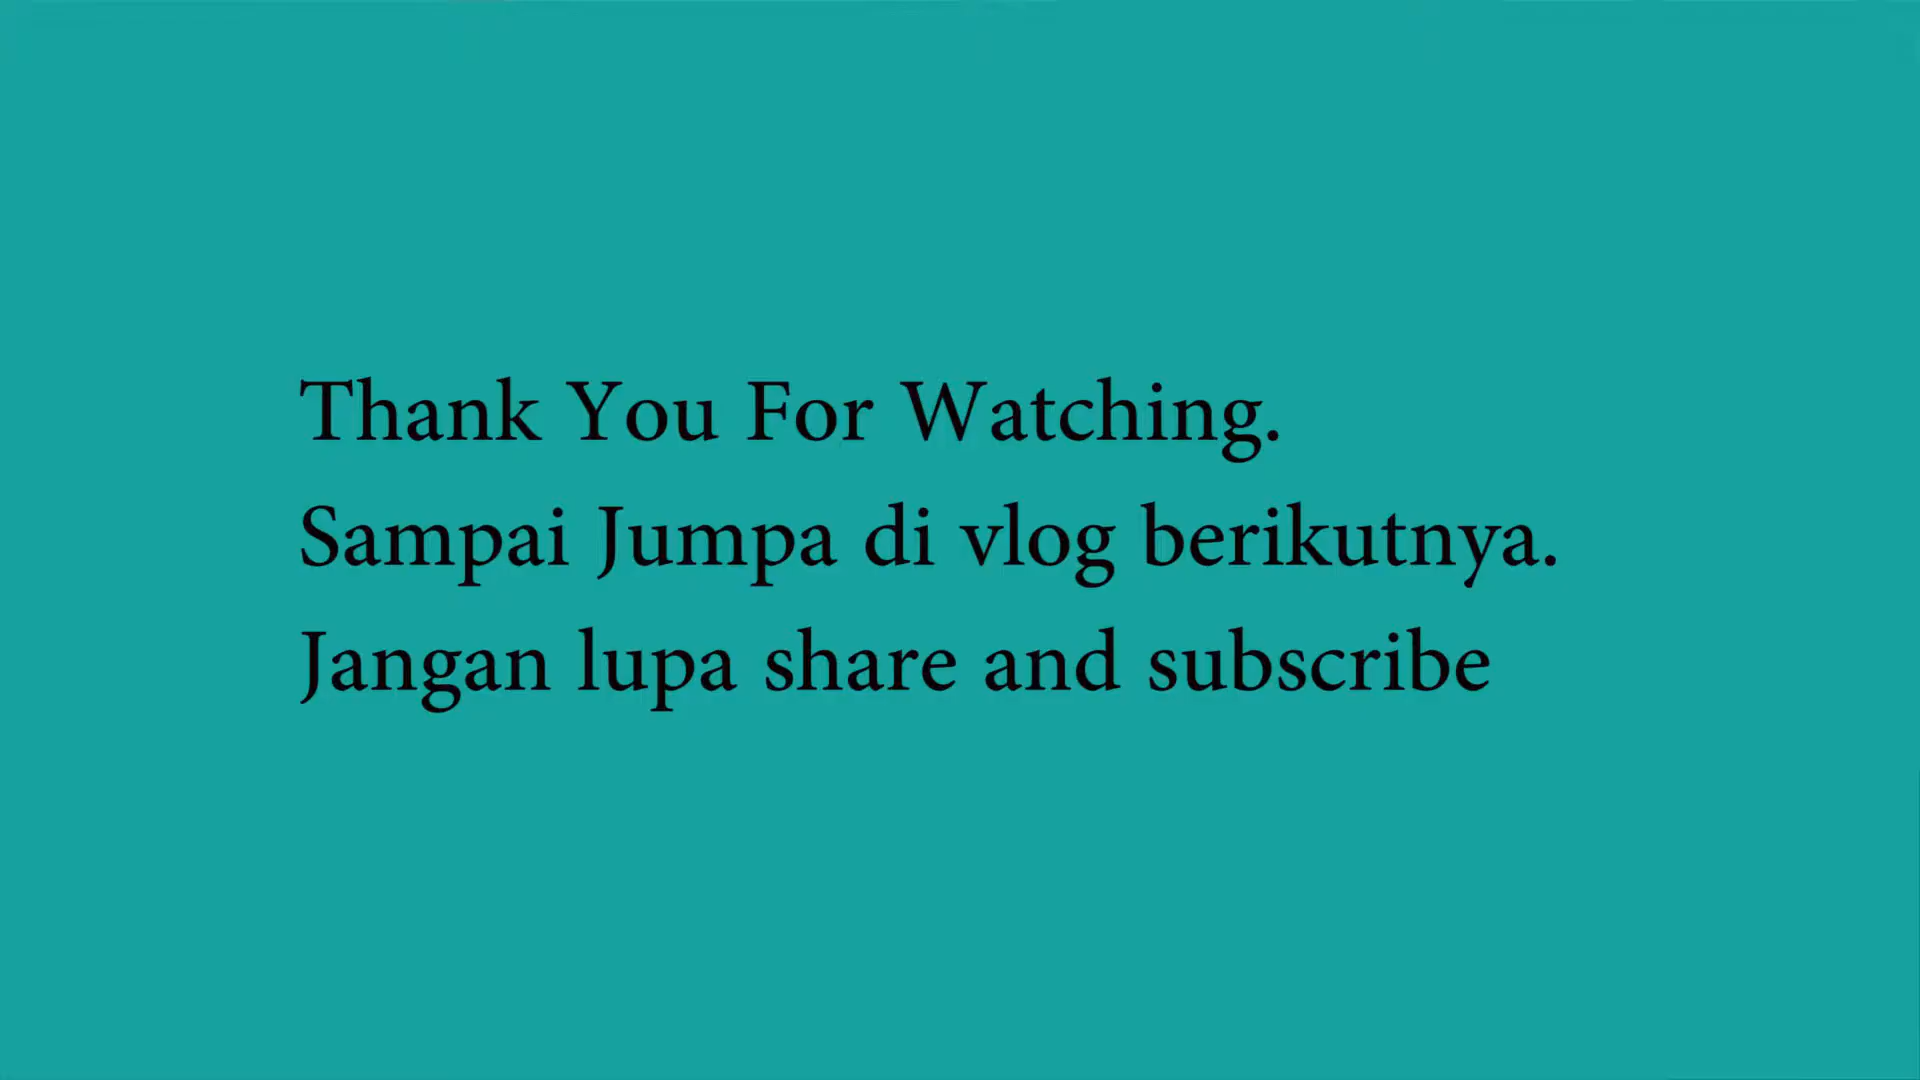 Thank You For Watching.
Sampai Jumpa di vlog berikutnya.
Jangan lupa share and subscribe